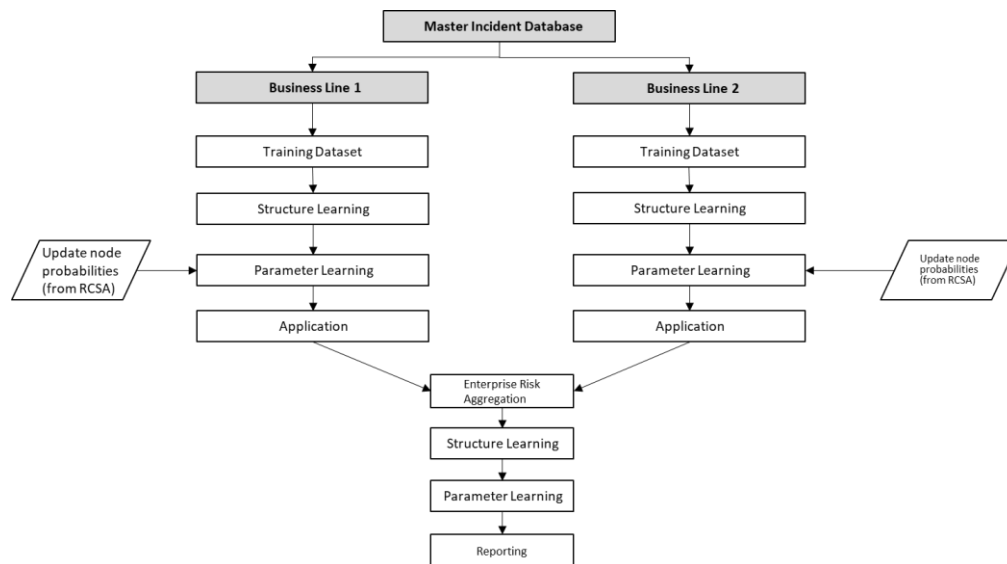 Master Incident Database
Business Line 1
Business Line 2
Training Dataset
Training Dataset
Structure Learning
Structure Learning
Update node
probabilities
(from RCSA)
Parameter Learning
Parameter Learning
Update node
probabilities
(from RCSA)
Application
Application
Enterprise Risk
Aggregation
Structure Learning
Parameter Learning
Reporting